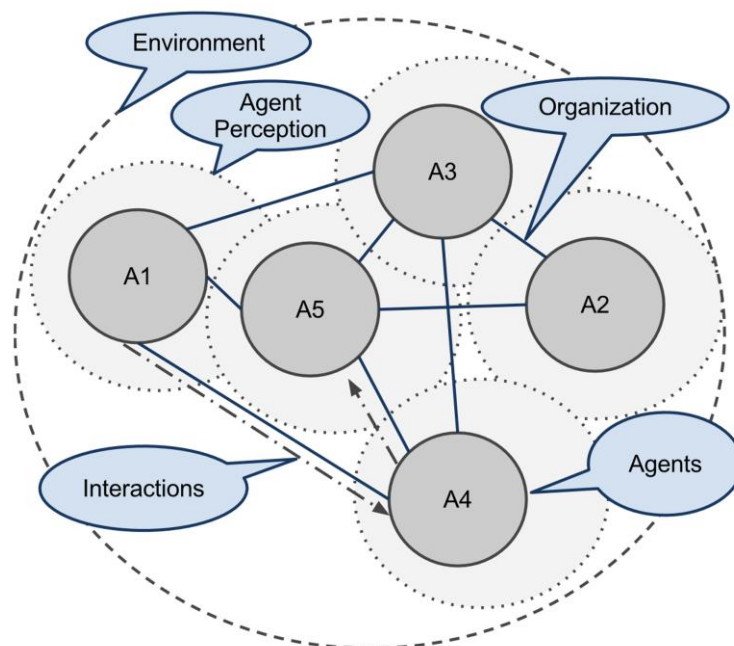 Environment
Agent
Perception
Organization
A3
A1
A5
A2
Interactions
A4
Agents